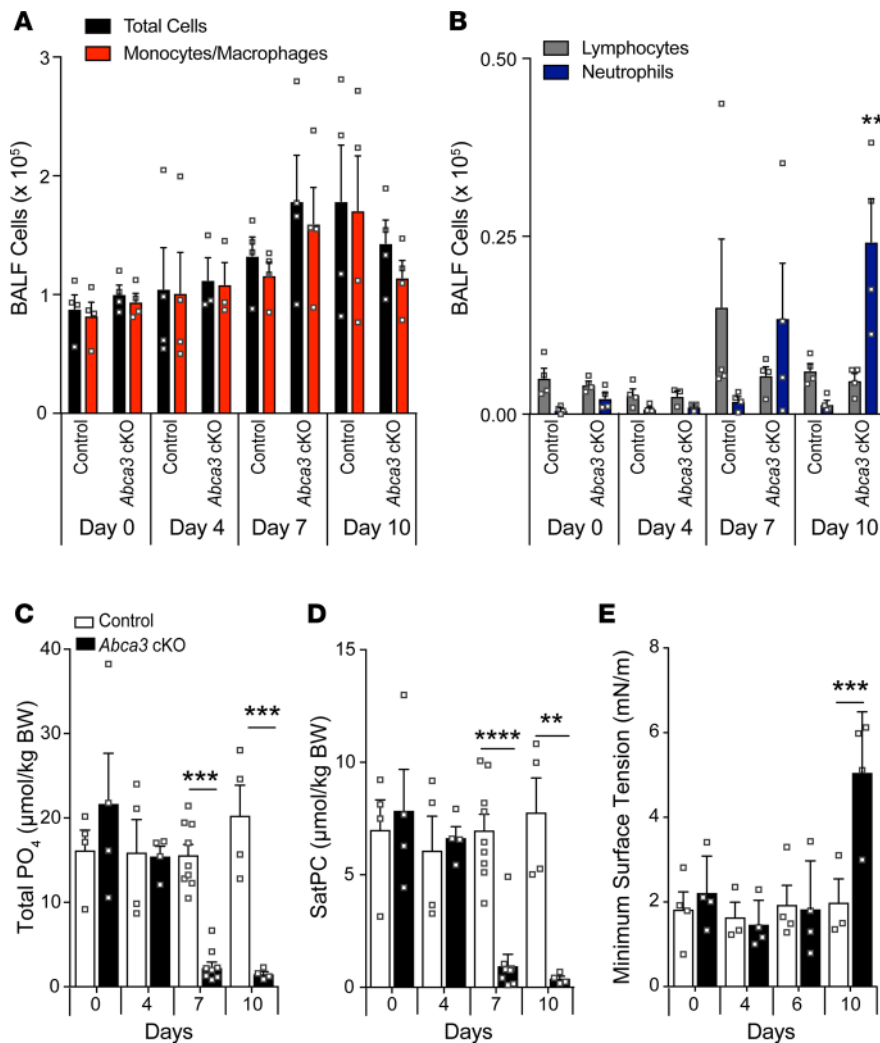 A
Total Cells
Monocytes/Macrophages
BALF Cells (x 10⁵)
3
2
1
0
Control
Abca3 cKO
Control
Abca3 cKO
Control
Abca3 cKO
Control
Abca3 cKO
Day 0
Day 4
Day 7
Day 10
B
Lymphocytes
Neutrophils
BALF Cells (x 10⁵)
0.50
0.25
0.00
**
Control
Abca3 cKO
Control
Abca3 cKO
Control
Abca3 cKO
Control
Abca3 cKO
Day 0
Day 4
Day 7
Day 10
C
Control
Abca3 cKO
Total PO₄ (µmol/kg BW)
40
30
20
10
0
***
***
0
4
7
10
Days
D
SatPC (µmol/kg BW)
15
10
5
0
****
**
0
4
7
10
Days
E
Minimum Surface Tension (mN/m)
8
6
4
2
0
***
0
4
6
10
Days